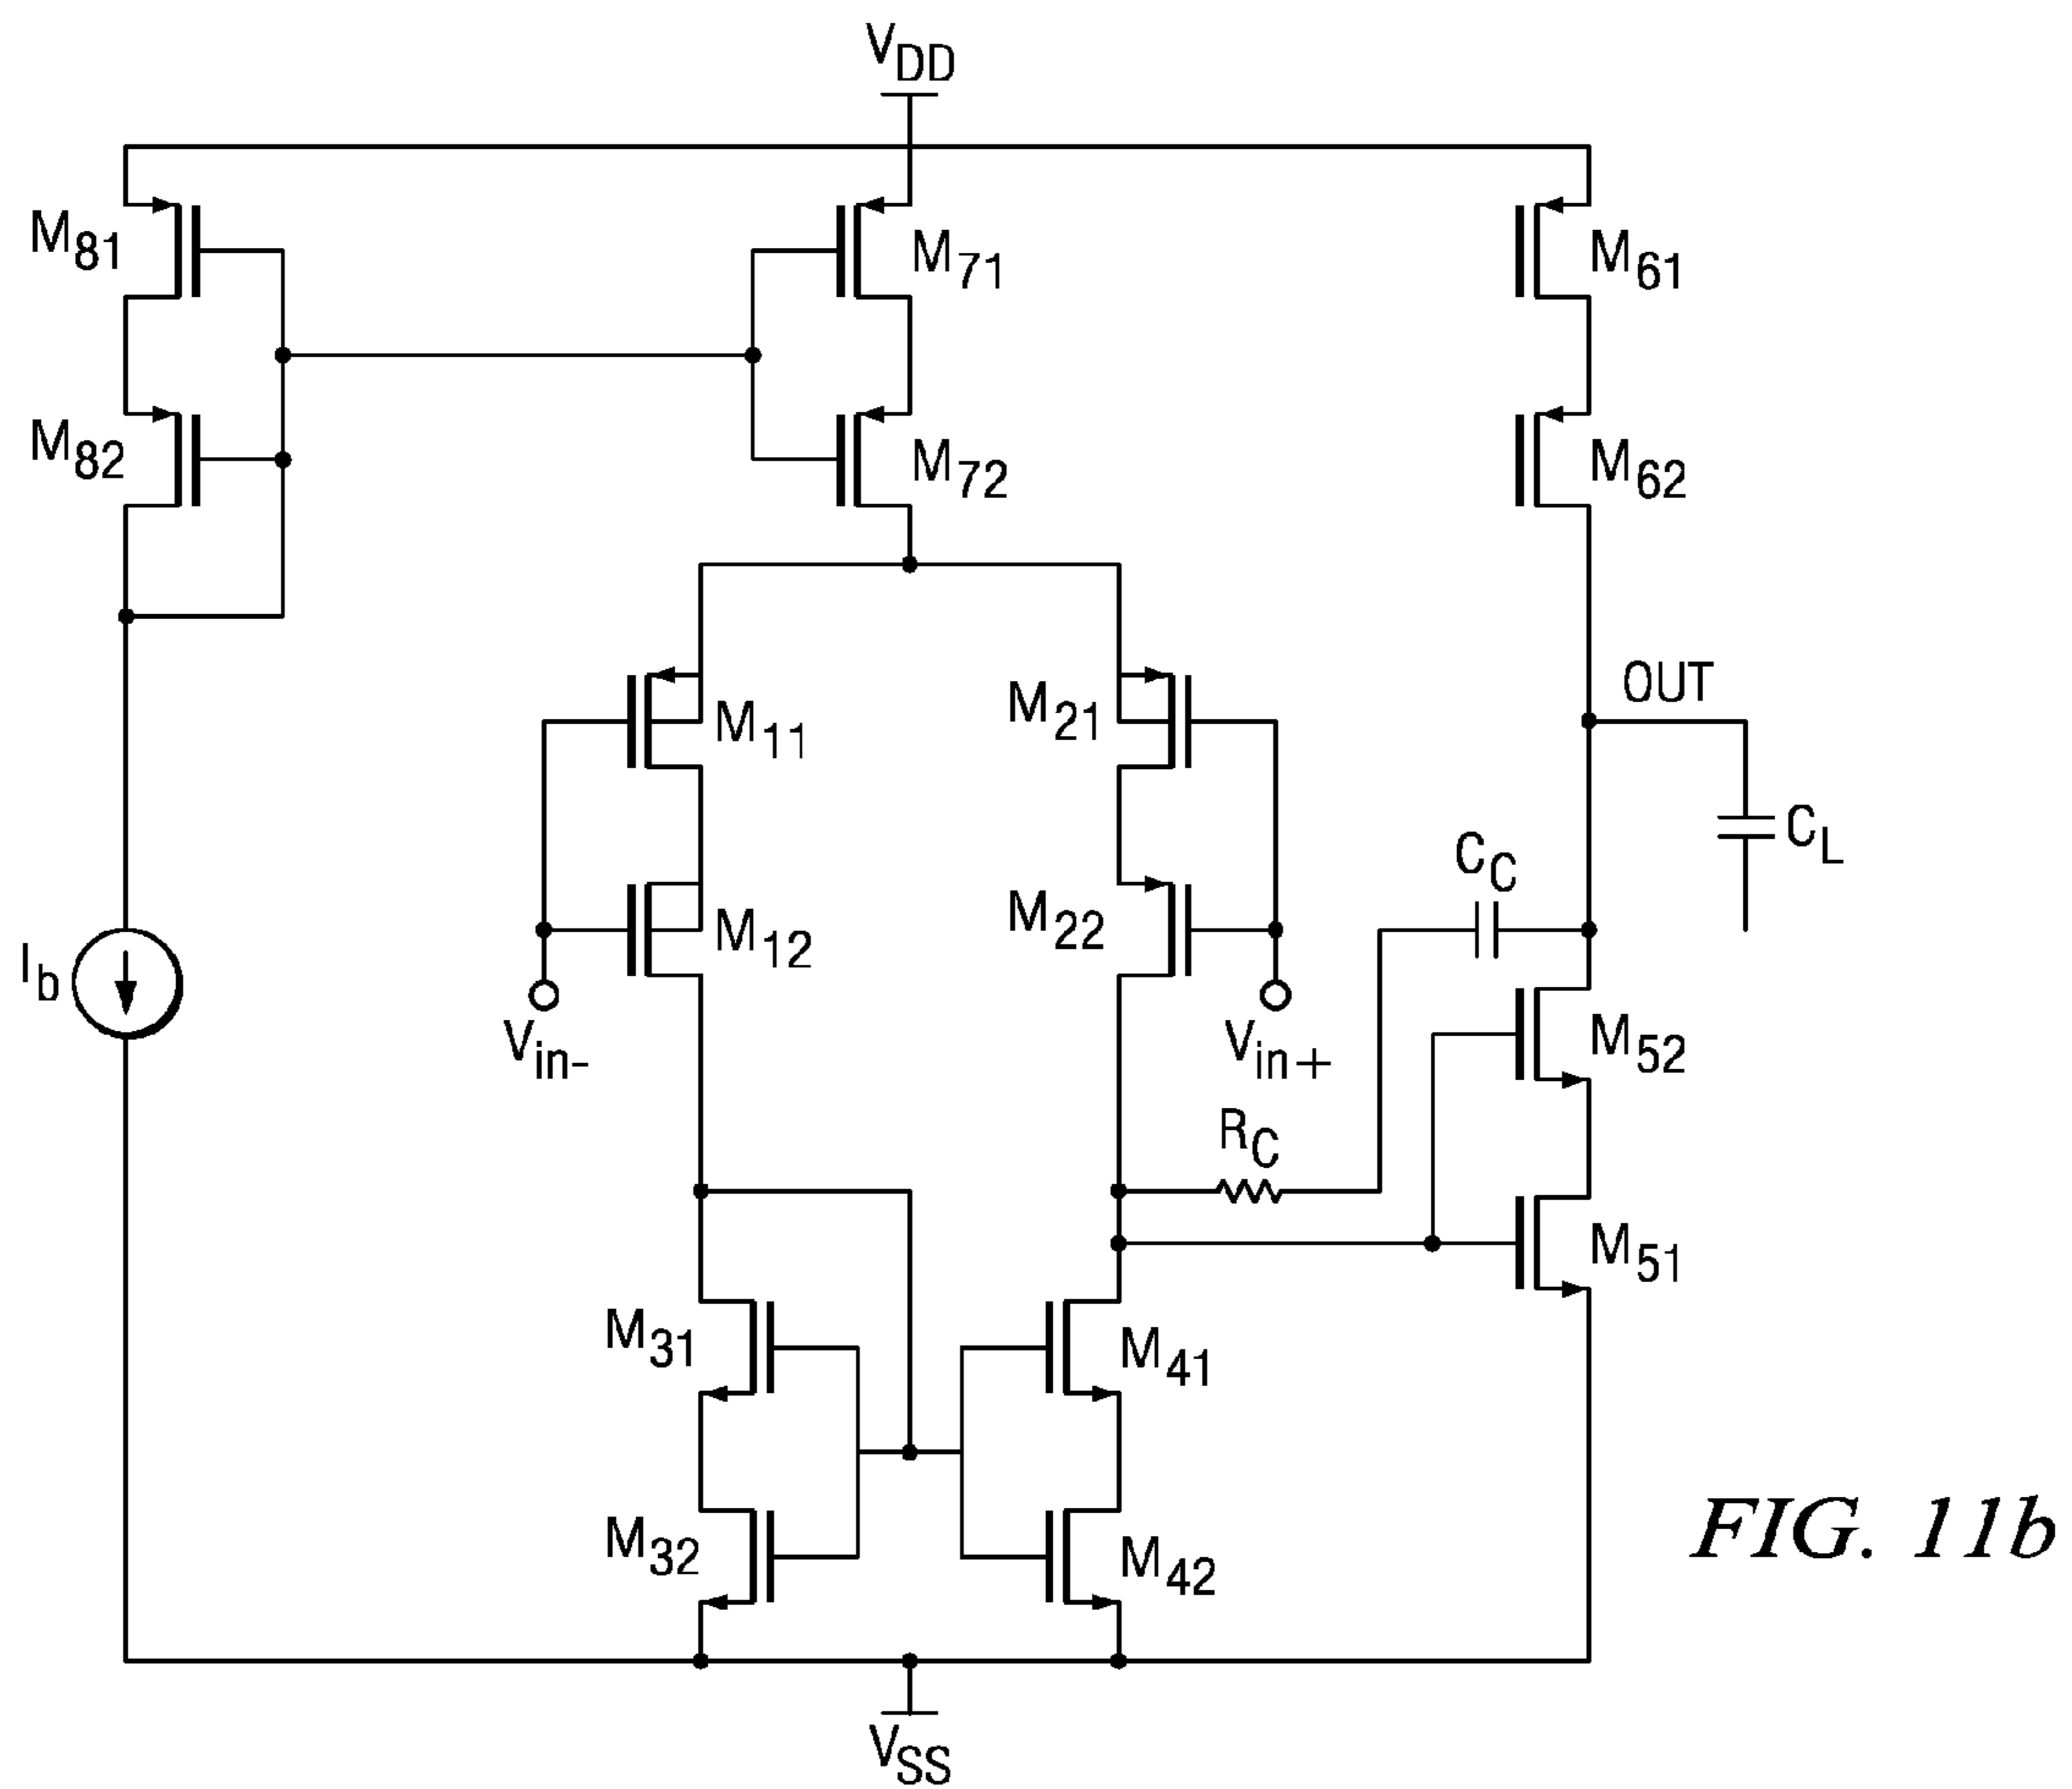 VDD
M81
M71
M61
M82
M72
M62
OUT
M11
M21
CL
CC
M12
M22
Ib
Vin-
Vin+
M52
RC
M51
M31
M41
M32
M42
FIG. 11b
VSS